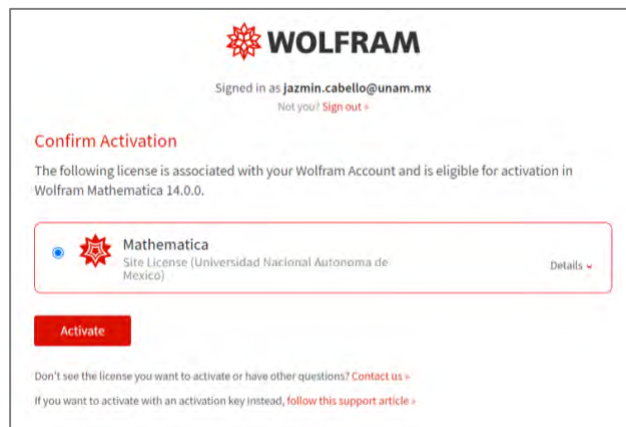 WOLFRAM
Signed in as jazmin.cabello@unam.mx
Not you? Sign out »
Confirm Activation
The following license is associated with your Wolfram Account and is eligible for activation in
Wolfram Mathematica 14.0.0.
Mathematica
Site License (Universidad Nacional Autonoma de
Mexico)
Details
Activate
Don't see the license you want to activate or have other questions? Contact us »
If you want to activate with an activation key instead, follow this support article »